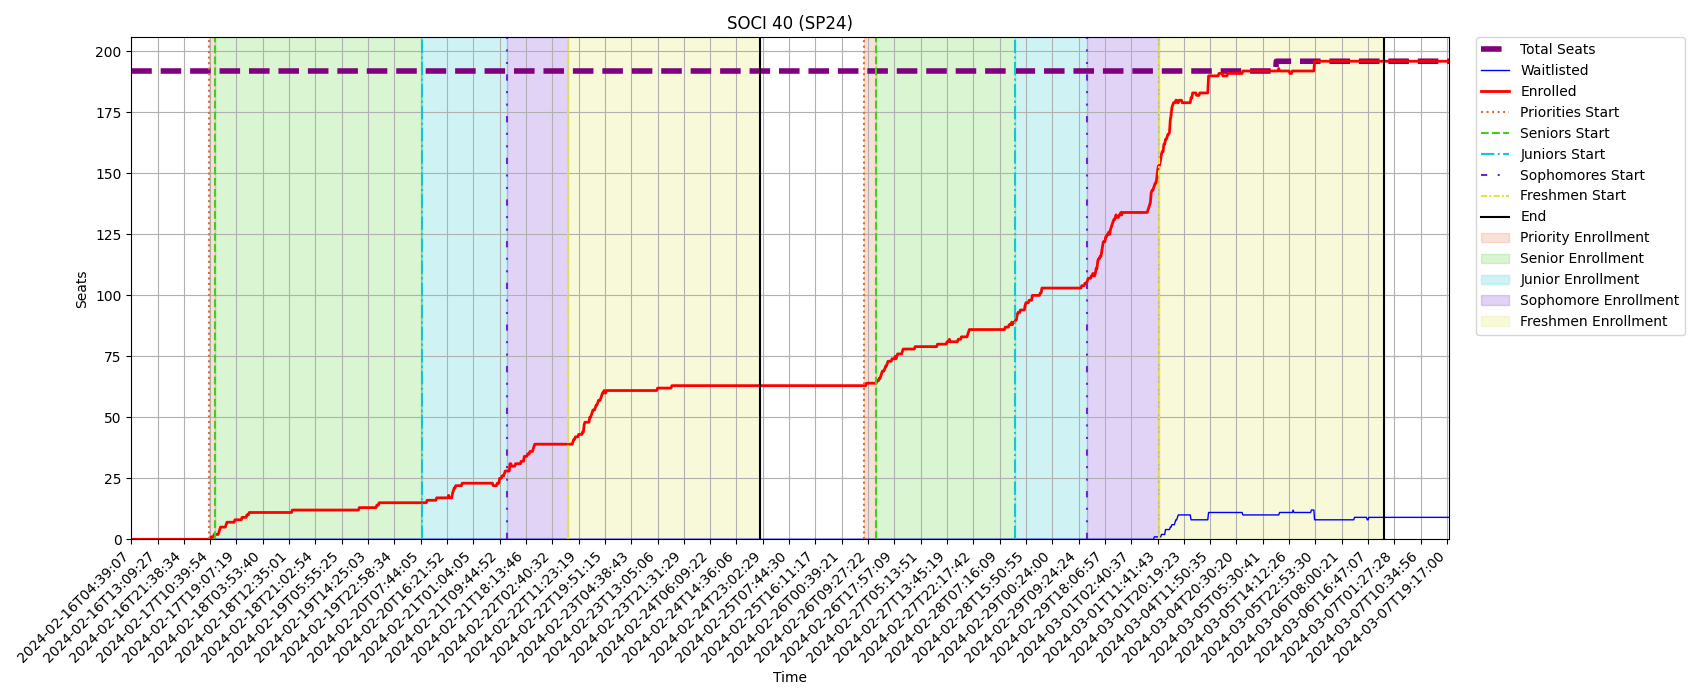 SOCI 40 (SP24)
200
175
150
125
100
75
50
25
0
Seats
2024-02-16T04:39:07
2024-02-16T13:09:27
2024-02-16T21:38:34
2024-02-17T10:39:54
2024-02-17T19:07:19
2024-02-18T03:53:40
2024-02-18T12:35:01
2024-02-18T21:02:54
2024-02-19T05:55:25
2024-02-19T14:25:03
2024-02-19T22:58:34
2024-02-20T07:44:05
2024-02-20T16:21:52
2024-02-21T01:04:05
2024-02-21T09:44:52
2024-02-21T18:13:46
2024-02-22T02:40:32
2024-02-22T11:23:19
2024-02-22T19:51:15
2024-02-23T04:38:43
2024-02-23T13:05:06
2024-02-23T21:31:29
2024-02-24T06:09:22
2024-02-24T14:36:06
2024-02-24T23:02:29
2024-02-25T07:44:30
2024-02-25T16:11:17
2024-02-26T00:39:21
2024-02-26T09:27:22
2024-02-26T17:57:09
2024-02-27T05:13:51
2024-02-27T13:45:19
2024-02-27T22:17:42
2024-02-28T07:16:09
2024-02-28T15:50:55
2024-02-29T00:24:00
2024-02-29T09:24:24
2024-02-29T18:06:57
2024-03-01T02:40:37
2024-03-01T11:41:43
2024-03-01T20:19:23
2024-03-04T11:50:35
2024-03-04T20:30:20
2024-03-05T05:30:41
2024-03-05T14:12:26
2024-03-05T22:53:30
2024-03-06T08:00:21
2024-03-06T16:47:07
2024-03-07T01:27:28
2024-03-07T10:34:56
2024-03-07T19:17:00
Time
Total Seats
Waitlisted
Enrolled
Priorities Start
Seniors Start
Juniors Start
Sophomores Start
Freshmen Start
End
Priority Enrollment
Senior Enrollment
Junior Enrollment
Sophomore Enrollment
Freshmen Enrollment